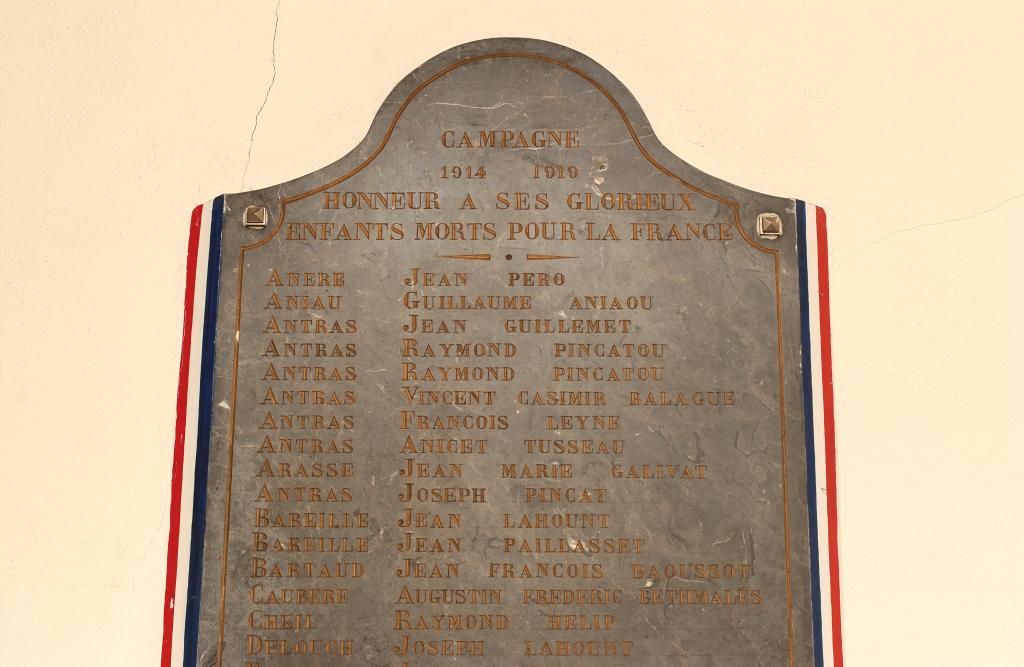 CAMPAGNE
1914 1919
HONNEUR A SES GLORIEUX
ENFANTS MORTS POUR LA FRANCE
ANERE JEAN PERO
ANIAU GUILLAUME ANIAOU
ANTRAS JEAN GUILLEMET
ANTRAS RAYMOND PINCATOU
ANTRAS RAYMOND PINCATOU
ANTRAS VINCENT CASIMIR BALAGUE
ANTRAS FRANCOIS LEYNE
ANTRAS ANICET TUSSEAU
ARASSE JEAN MARIE GALIVAT
ANTRAS JOSEPH PINCAT
BAREILLE JEAN LAHOUNT
BAREILLE JEAN PAILLASSET
BARTAUD JEAN FRANCOIS BAOUSSOT
CAUBERE AUGUSTIN FREDERIC BETHMALES
CHEIL RAYMOND HELIP
DELOUCH JOSEPH LAHOUNT